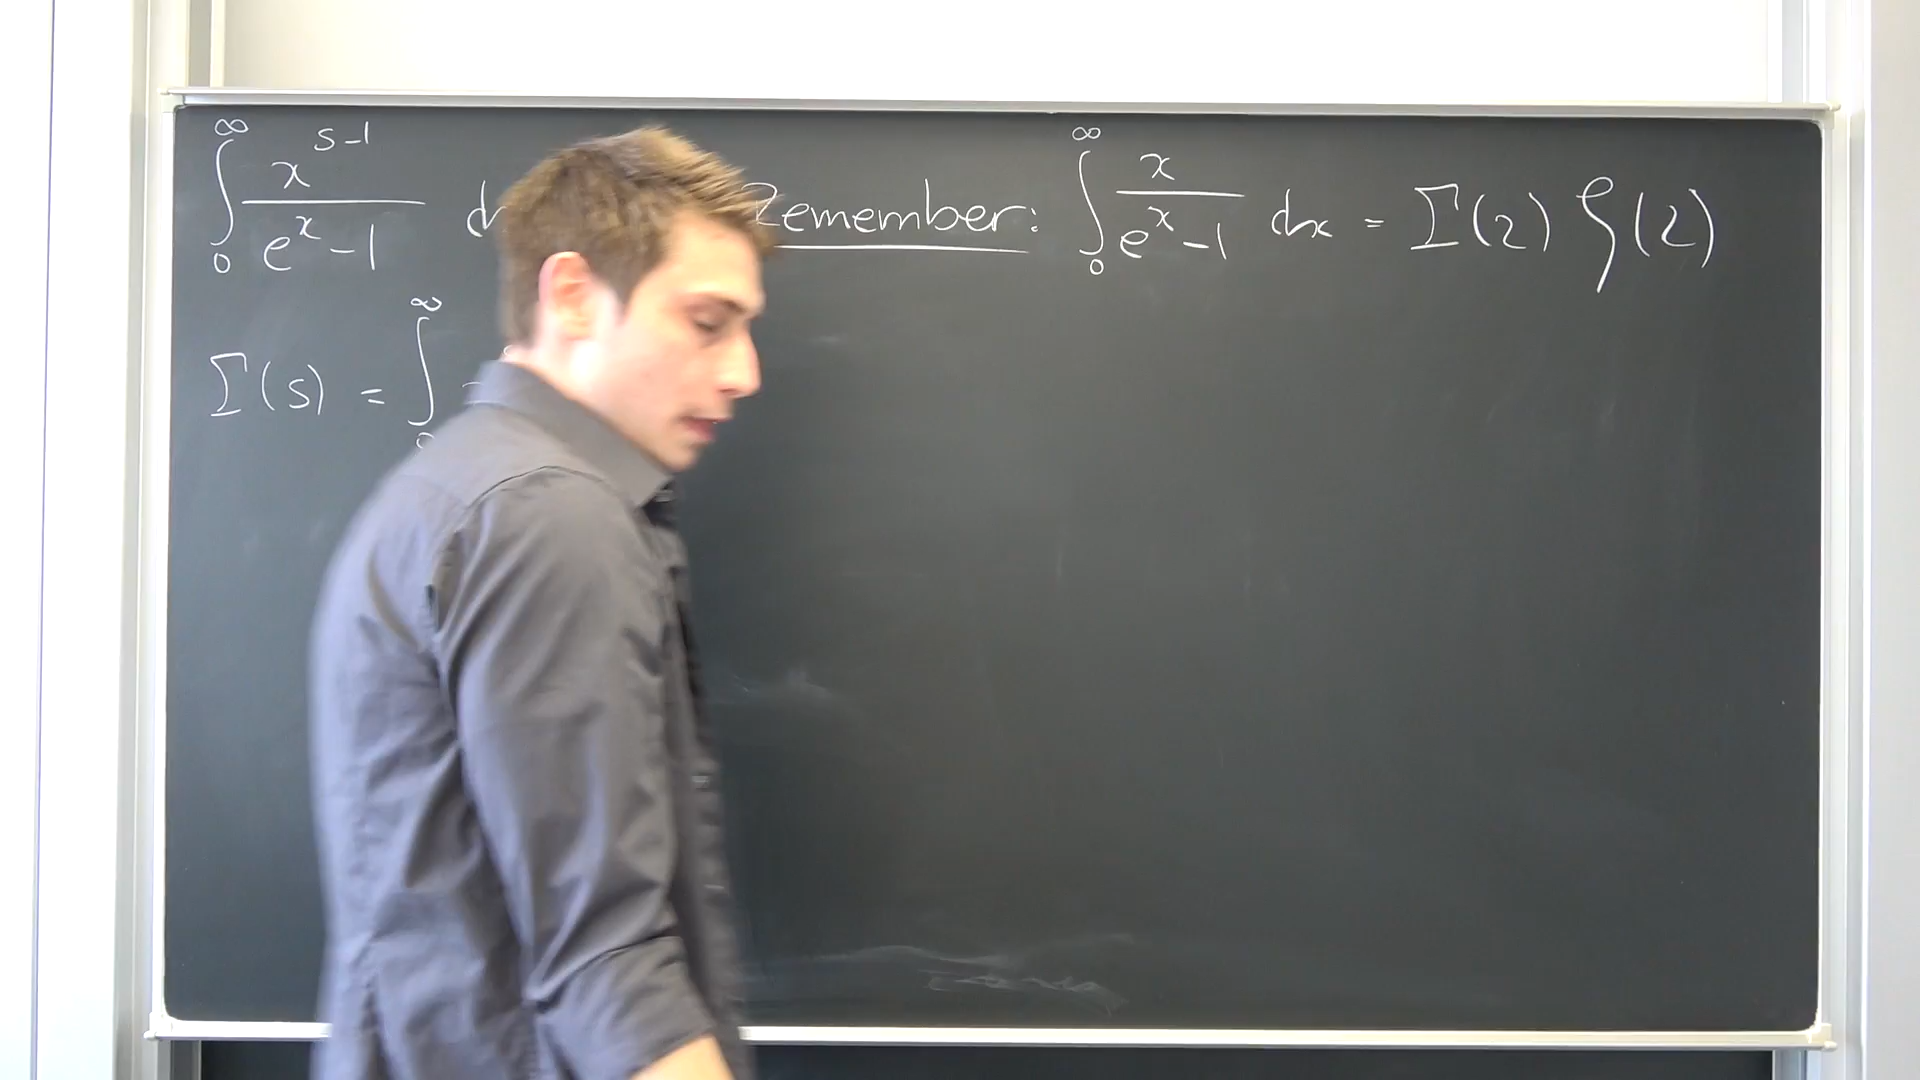 ∫₀^∞ x^(s-1)/(e^x - 1) d
Remember: ∫₀^∞ x/(e^x - 1) dx = Γ(2) ζ(2)
Γ(s) = ∫₀^∞